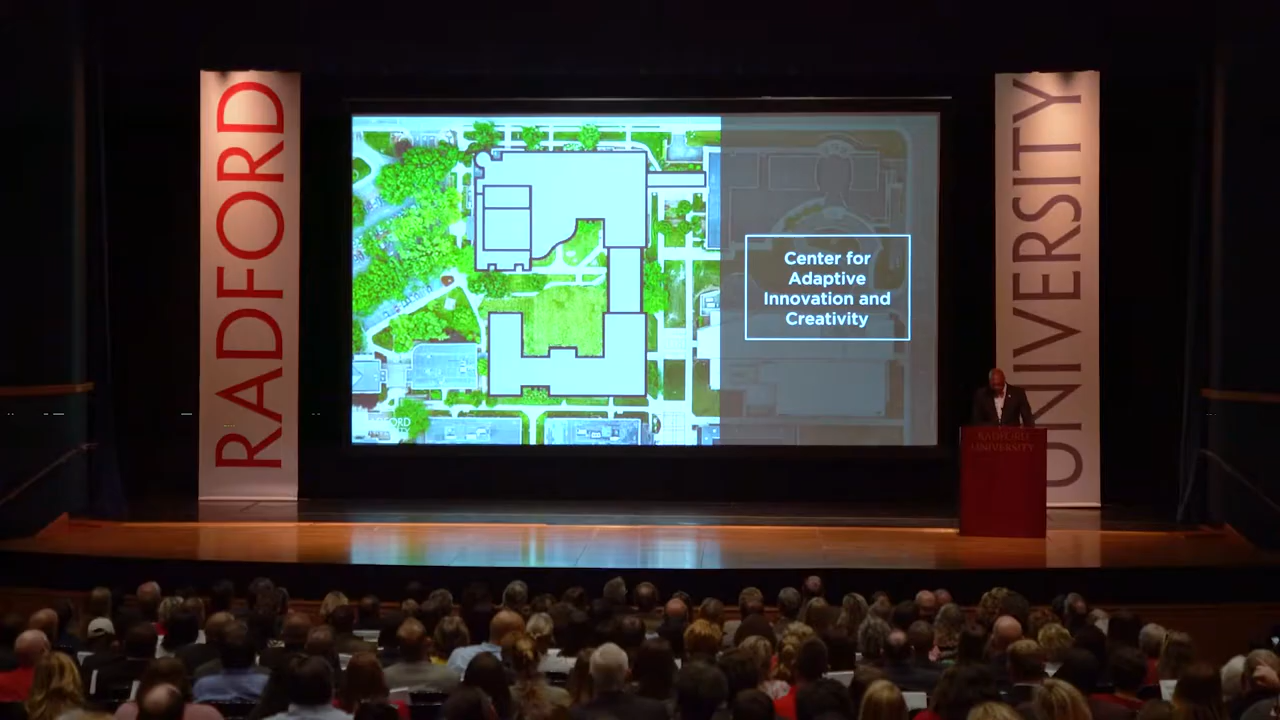 RADFORD
UNIVERSITY
Center for
Adaptive
Innovation and
Creativity
RADFORD
UNIVERSITY